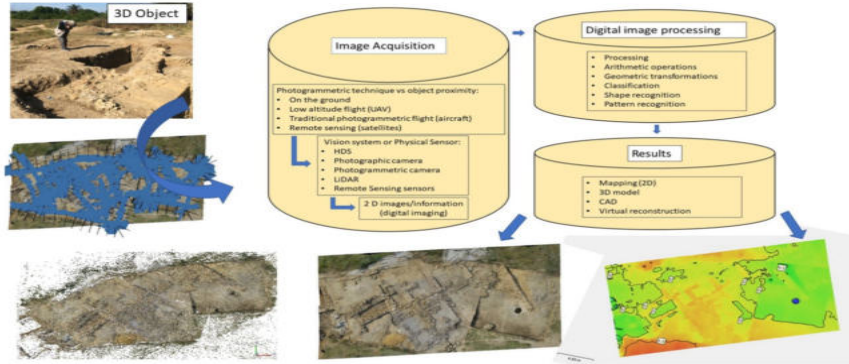 3D Object
Image Acquisition
Photogrammetric technique vs object proximity:
• On the ground
• Low altitude flight (UAV)
• Traditional photogrammetric flight (aircraft)
• Remote sensing (satellites)
Vision system or Physical Sensor:
• HDS
• Photographic camera
• Photogrammetric camera
• LiDAR
• Remote Sensing sensors
2 D images/Information
(digital imaging)
Digital image processing
• Processing
• Arithmetic operations
• Geometric transformations
• Classification
• Shape recognition
• Pattern recognition
Results
• Mapping (2D)
• 3D model
• CAD
• Virtual reconstruction